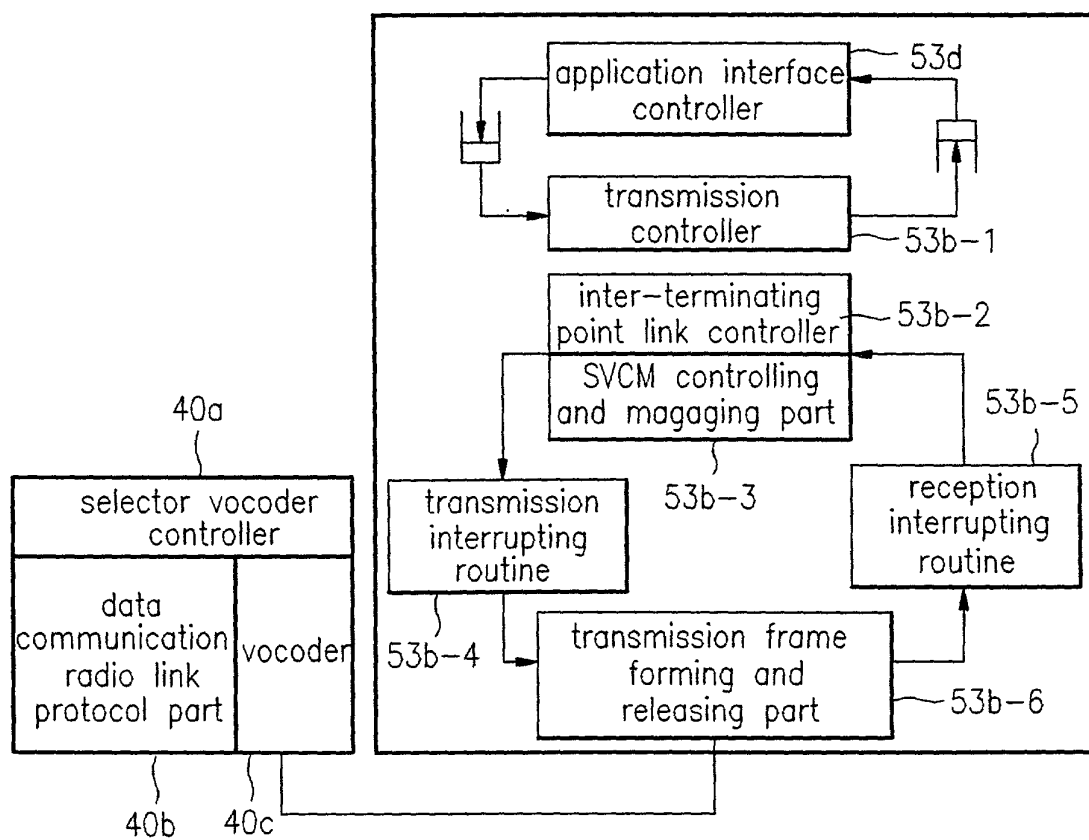 53d
application interface
controller
transmission
controller
53b-1
inter-terminating
point link controller
53b-2
SVCM controlling
and magaging part
53b-3
53b-5
40a
selector vocoder
controller
transmission
interrupting
routine
reception
interrupting
routine
data
communication
radio link
protocol part
vocoder
53b-4
transmission frame
forming and
releasing part
53b-6
40b
40c